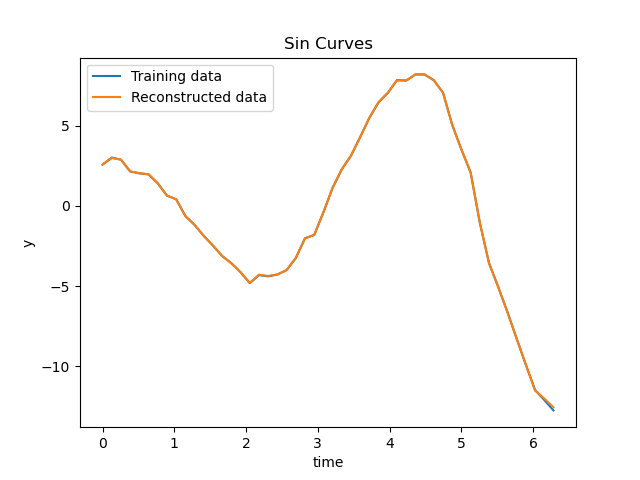 Sin Curves
Training data
Reconstructed data
5
0
−5
−10
y
0 1 2 3 4 5 6
time